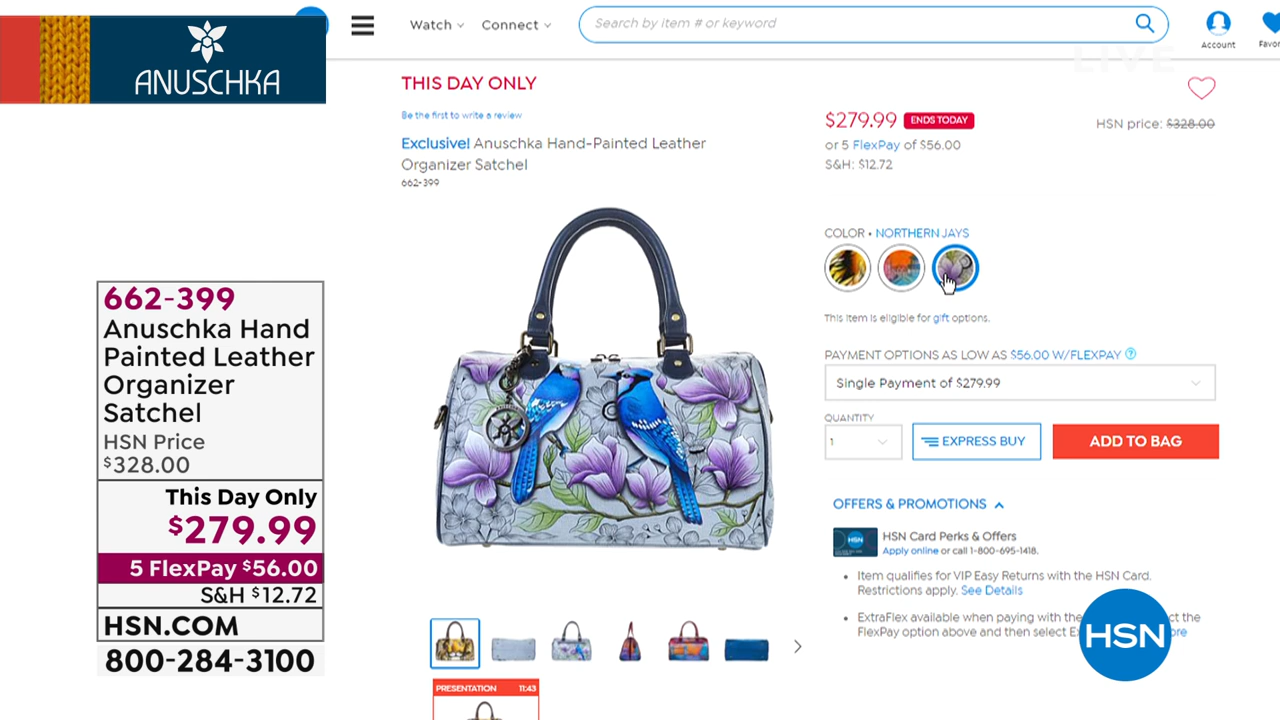 ANUSCHKA
Watch
Connect
Search by item # or keyword
Account
Favor
LIVE
THIS DAY ONLY
Be the first to write a review
Exclusive! Anuschka Hand-Painted Leather
Organizer Satchel
662-399
$279.99 ENDS TODAY
HSN price: $328.00
or 5 FlexPay of $56.00
S&H: $12.72
COLOR • NORTHERN JAYS
This item is eligible for gift options.
PAYMENT OPTIONS AS LOW AS $56.00 W/FLEXPAY ?
Single Payment of $279.99
QUANTITY
1
EXPRESS BUY
ADD TO BAG
OFFERS & PROMOTIONS
HSN
HSN Card Perks & Offers
Apply online or call 1-800-695-1418.
• Item qualifies for VIP Easy Returns with the HSN Card.
Restrictions apply. See Details
• ExtraFlex available when paying with the
ct the
FlexPay option above and then select E
ore
HSN
PRESENTATION 11:43
662-399
Anuschka Hand
Painted Leather
Organizer
Satchel
HSN Price
$328.00
This Day Only
$279.99
5 FlexPay $56.00
S&H $12.72
HSN.COM
800-284-3100